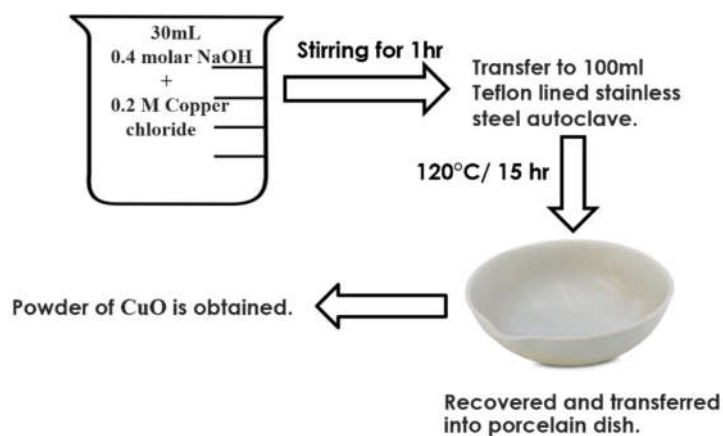 30mL
0.4 molar NaOH
+
0.2 M Copper
chloride
Stirring for 1hr
Transfer to 100ml
Teflon lined stainless
steel autoclave.
120°C/ 15 hr
Powder of CuO is obtained.
Recovered and transferred
into porcelain dish.